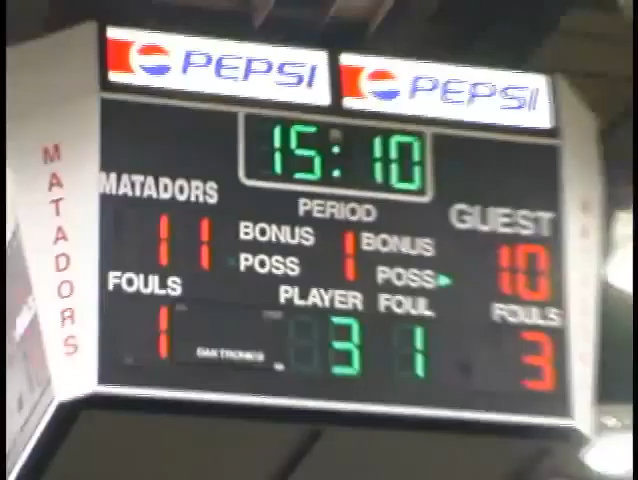 PEPSI PEPSI
15:10
MATADORS
MATADORS PERIOD GUEST
11 BONUS 1 BONUS 10
POSS POSS
FOULS PLAYER FOUL FOULS
1 DAKTRONICS 3 1 3